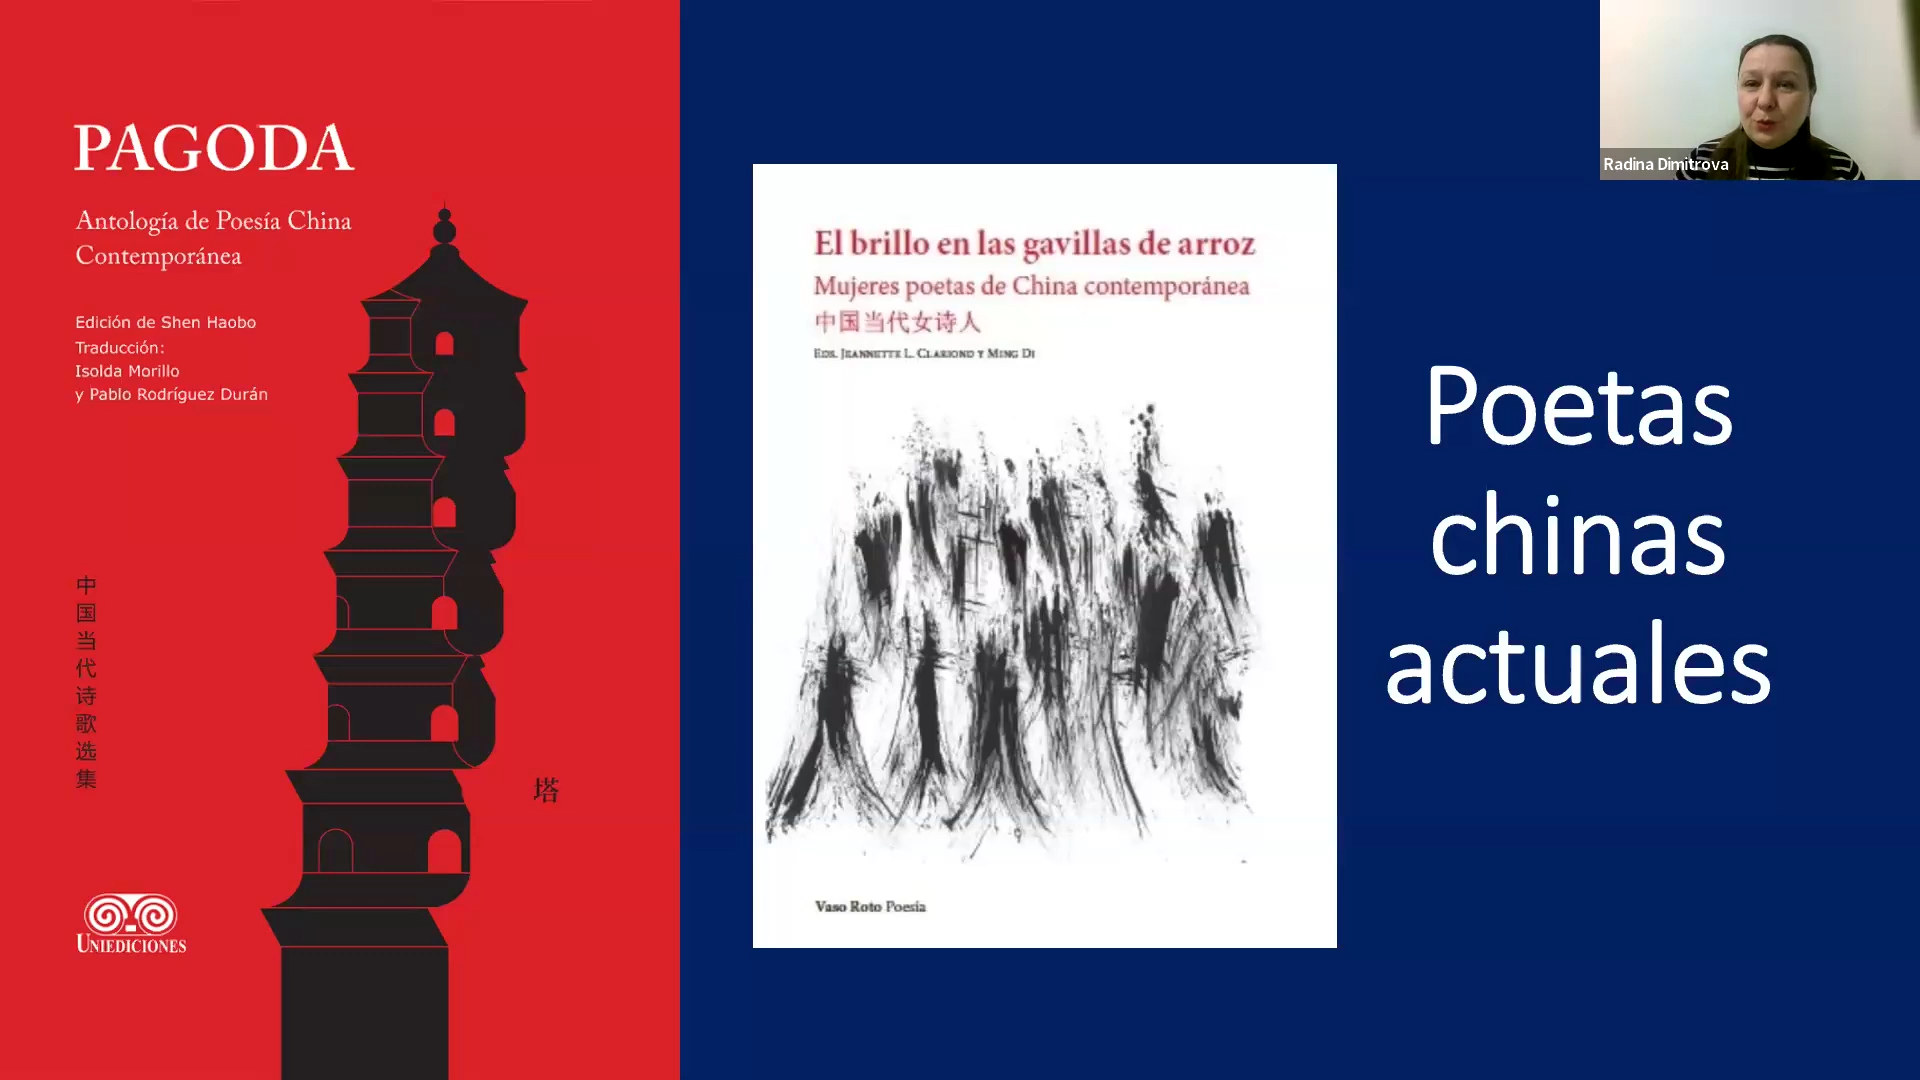 PAGODA
Antología de Poesía China
Contemporánea
Edición de Shen Haobo
Traducción:
Isolda Morillo
y Pablo Rodríguez Durán
中国当代诗歌选集
塔
UNIEDICIONES
El brillo en las gavillas de arroz
Mujeres poetas de China contemporánea
中国当代女诗人
EDS. JEANNETTE L. CLARIOND Y MING DI
Vaso Roto Poesía
Poetas
chinas
actuales
Radina Dimitrova